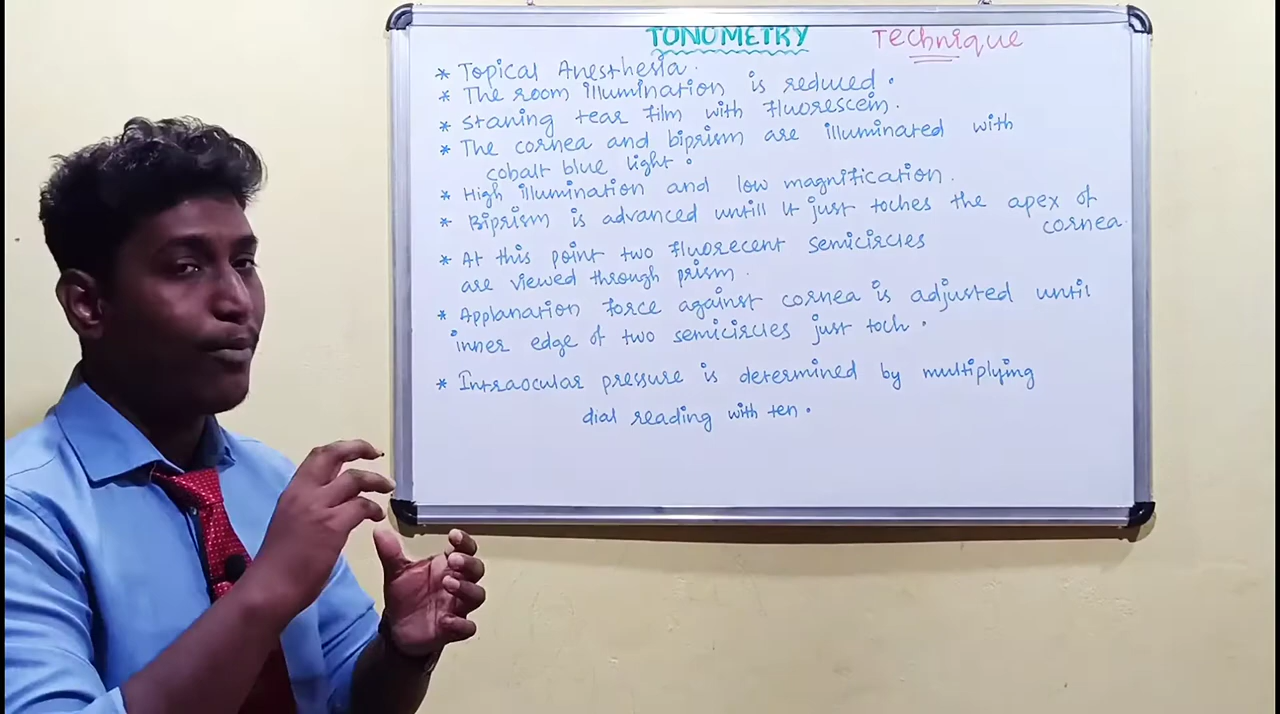 TONOMETRY Technique
* Topical Anesthesia.
* The room illumination is reduced.
* Staning tear film with fluorescein.
* The cornea and biprism are illuminated with
cobalt blue light.
* High illumination and low magnification.
* Biprism is advanced untill it just toches the apex of
cornea.
* At this point two fluorecent semicircles
are viewed through prism.
* Applanation force against cornea is adjusted until
inner edge of two semicircles just toch.
* Intraocular pressure is determined by multiplying
dial reading with ten.